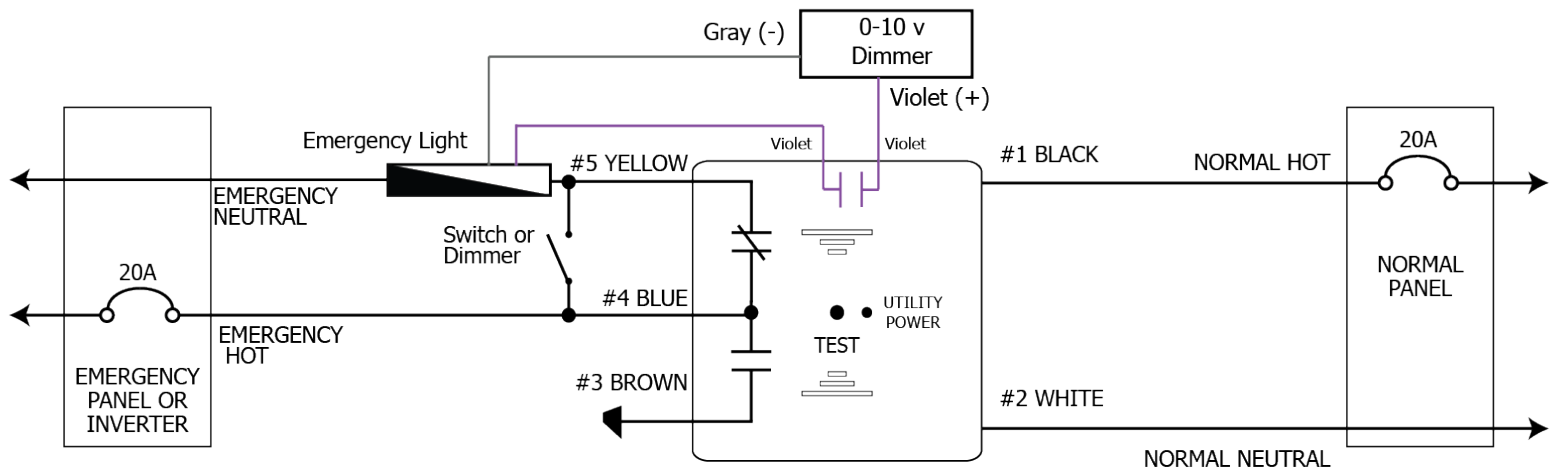 0-10 v
Dimmer
Gray (-)
Violet (+)
Emergency Light
Violet
Violet
#5 YELLOW
#1 BLACK
NORMAL HOT
20A
EMERGENCY
NEUTRAL
Switch or
Dimmer
20A
#4 BLUE
UTILITY
POWER
NORMAL
PANEL
EMERGENCY
HOT
TEST
EMERGENCY
PANEL OR
INVERTER
#3 BROWN
#2 WHITE
NORMAL NEUTRAL